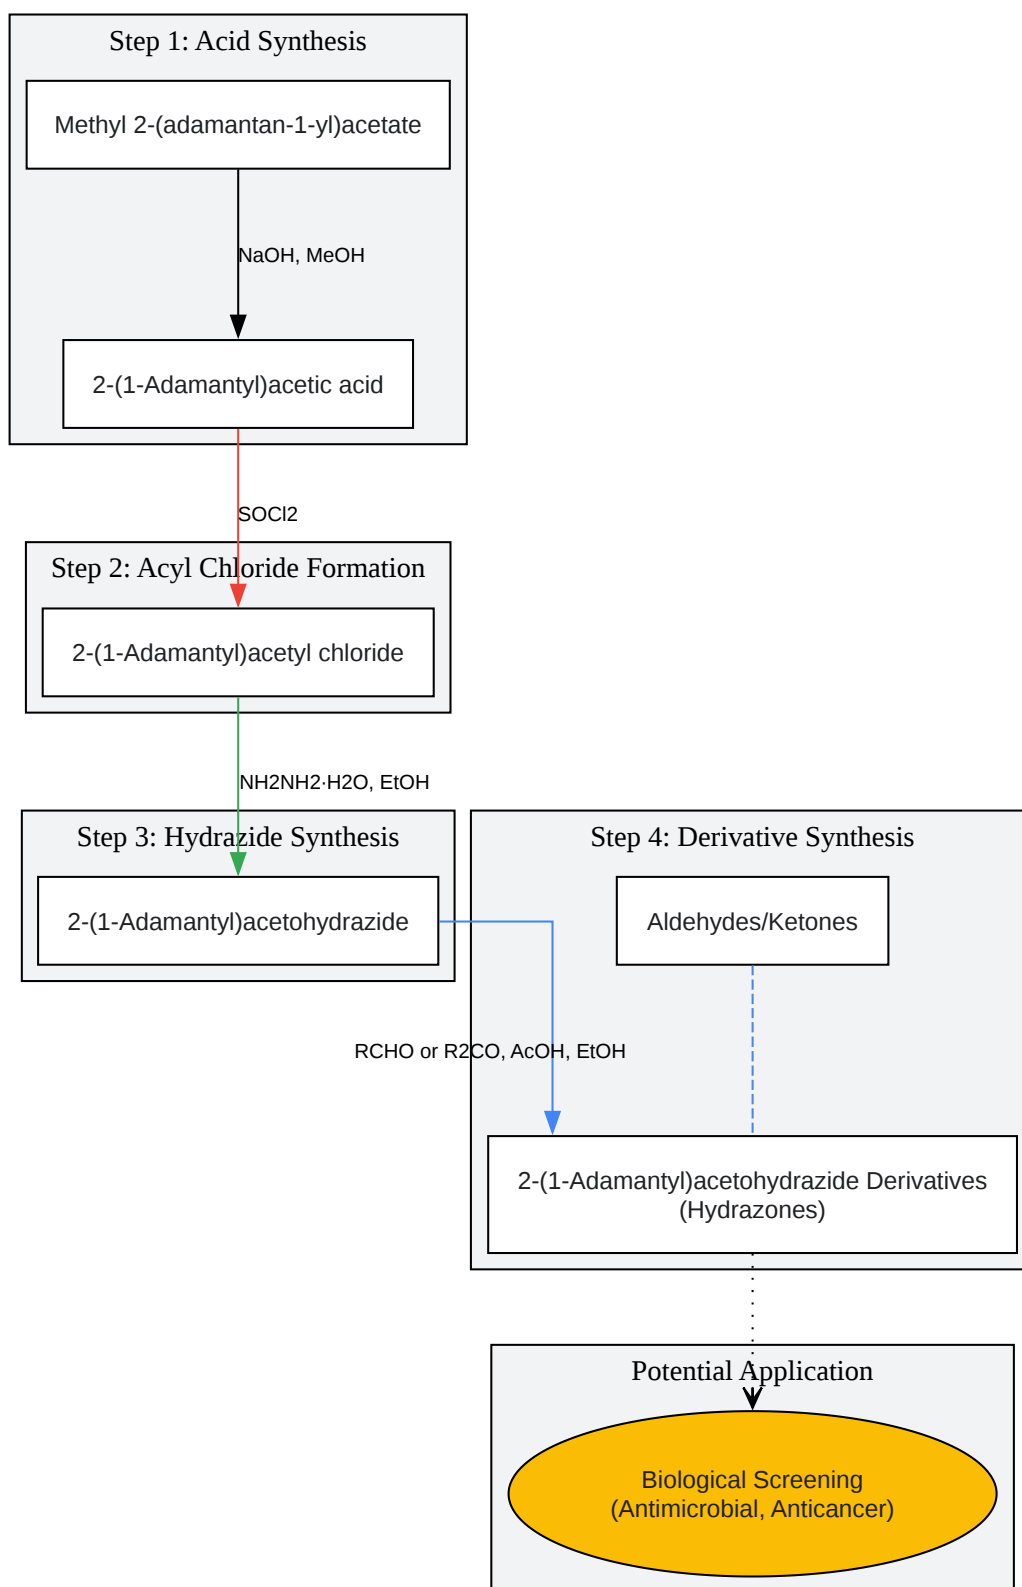 Step 1: Acid Synthesis
Methyl 2-(adamantan-1-yl)acetate
NaOH, MeOH
2-(1-Adamantyl)acetic acid
SOCl2
Step 2: Acyl Chloride Formation
2-(1-Adamantyl)acetyl chloride
NH2NH2·H2O, EtOH
Step 3: Hydrazide Synthesis
2-(1-Adamantyl)acetohydrazide
Step 4: Derivative Synthesis
Aldehydes/Ketones
RCHO or R2CO, AcOH, EtOH
2-(1-Adamantyl)acetohydrazide Derivatives
(Hydrazones)
Potential Application
Biological Screening
(Antimicrobial, Anticancer)